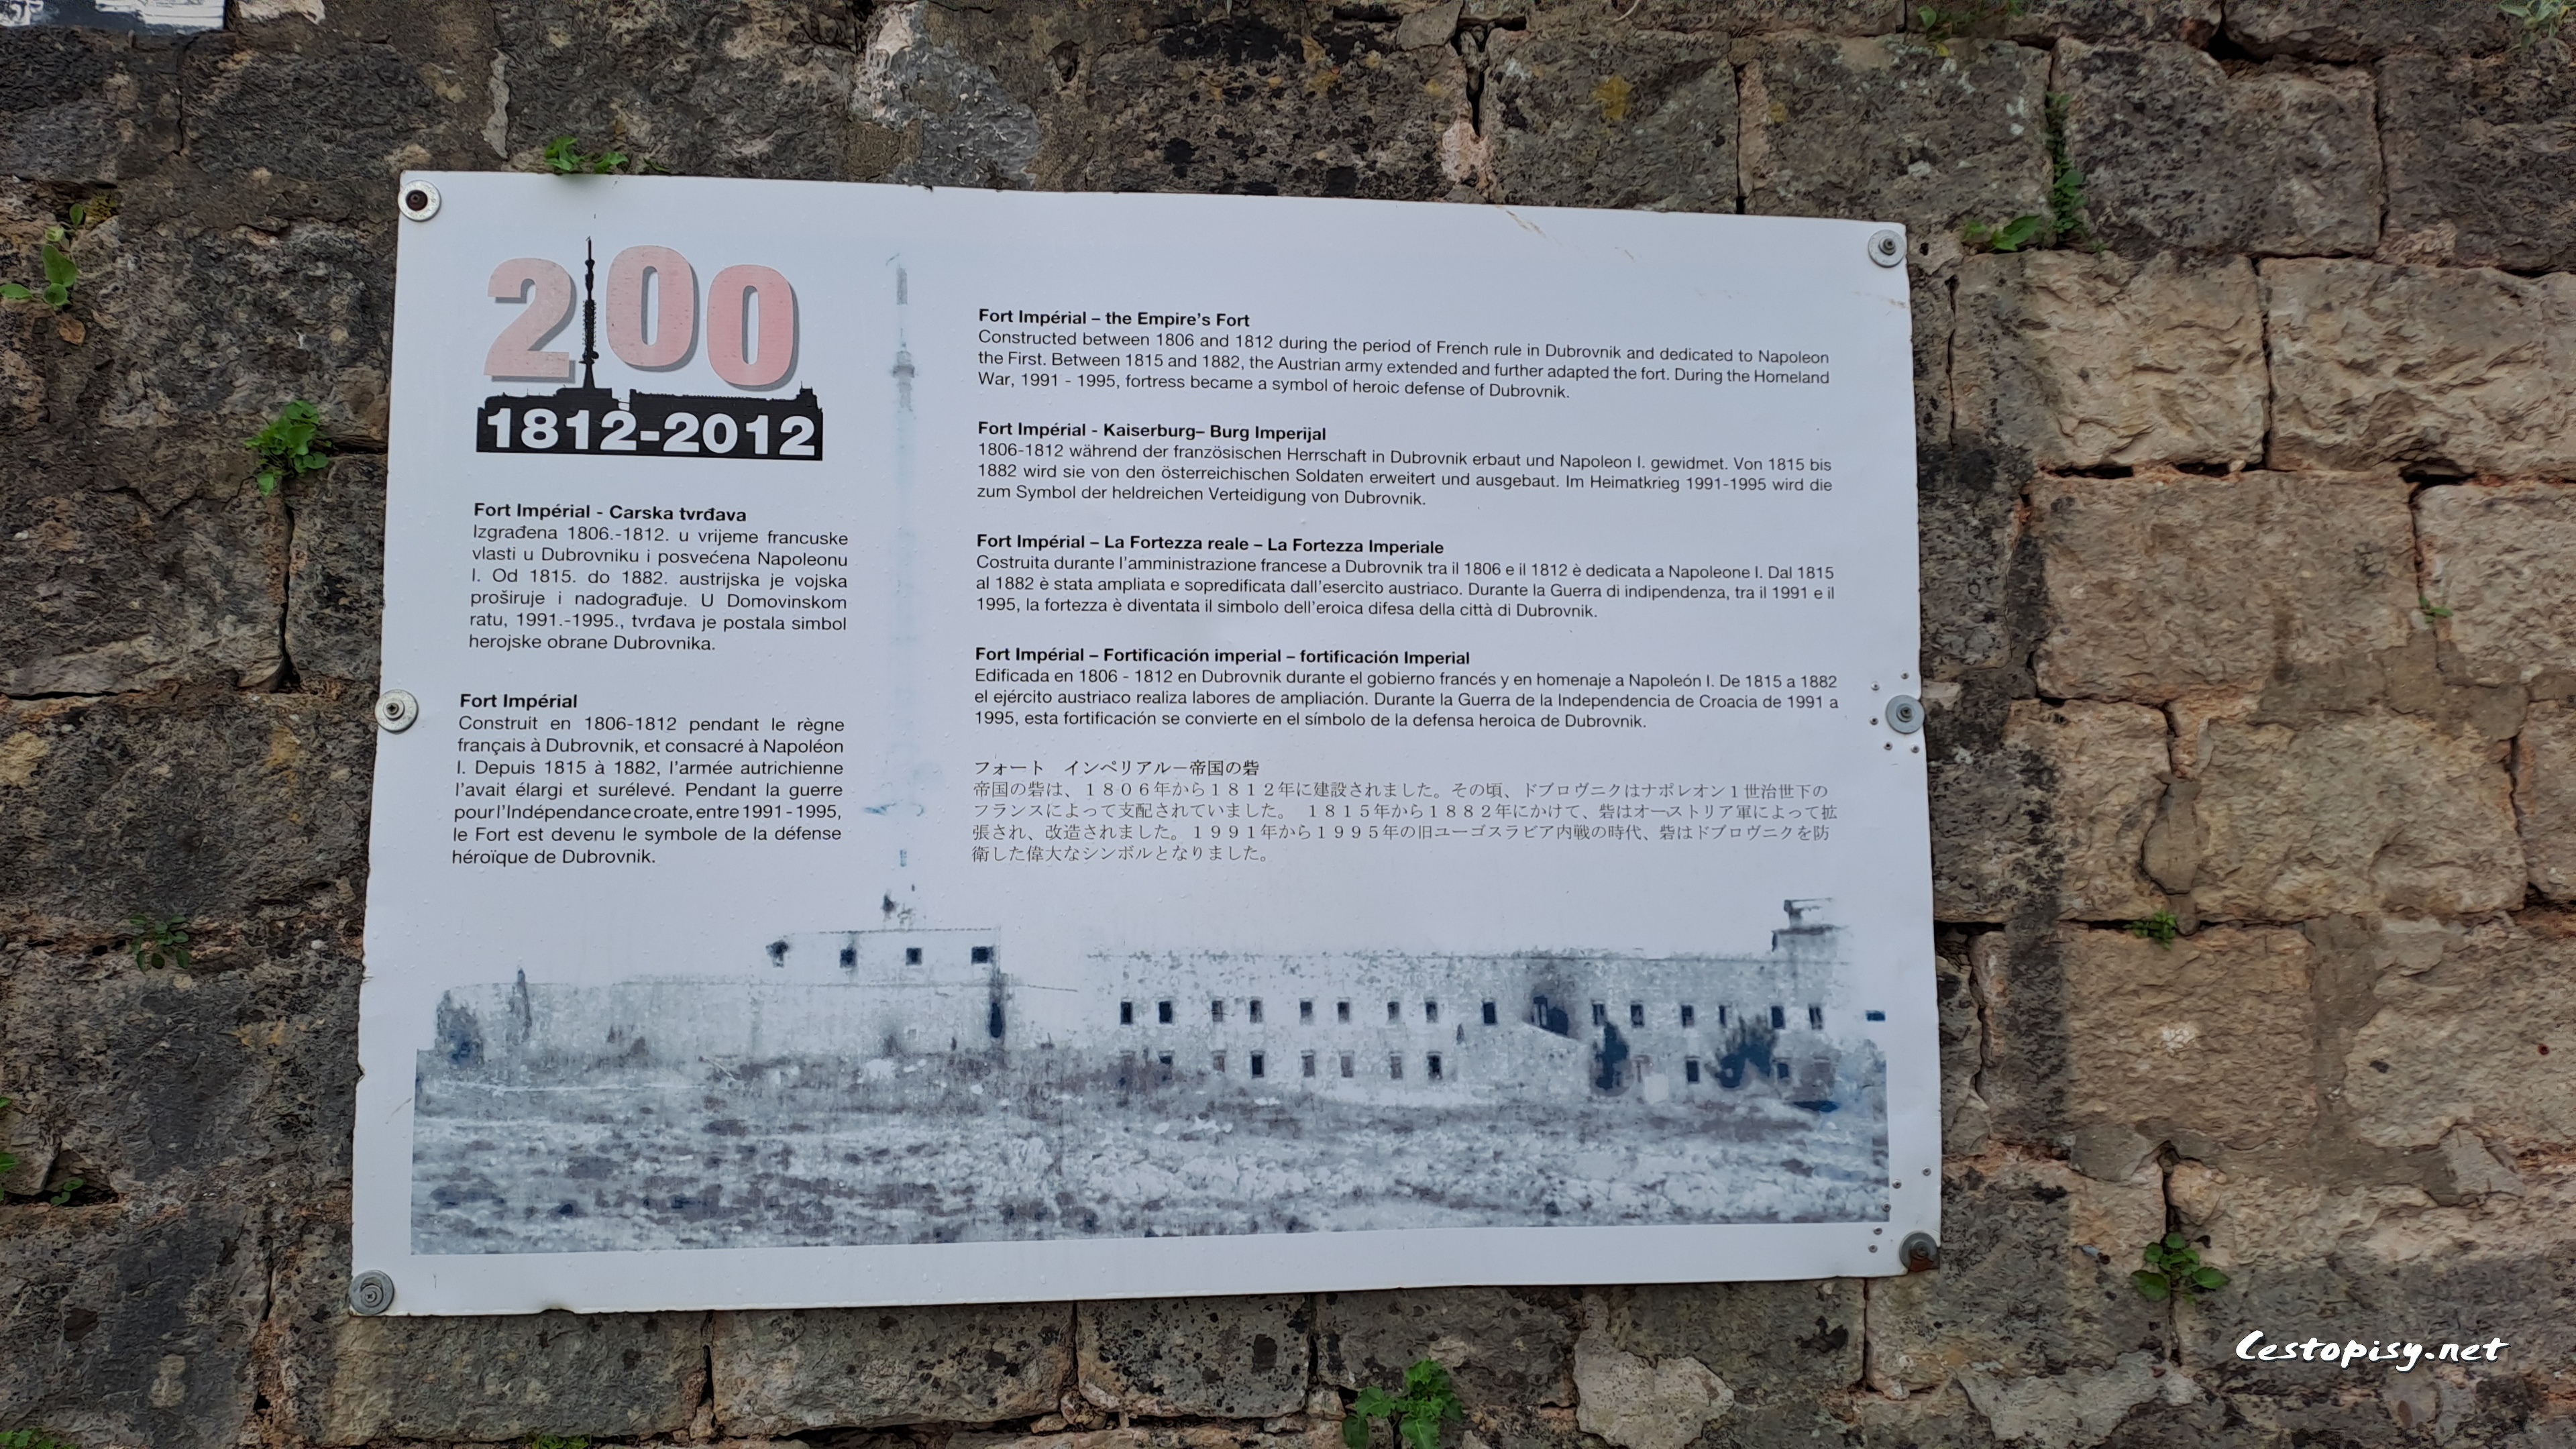 200
1812-2012
Fort Impérial - Carska tvrđava
Izgrađena 1806.-1812. u vrijeme francuske
vlasti u Dubrovniku i posvećena Napoleonu
I. Od 1815. do 1882. austrijska je vojska
proširuje i nadograđuje. U Domovinskom
ratu, 1991.-1995., tvrđava je postala simbol
herojske obrane Dubrovnika.
Fort Impérial
Construit en 1806-1812 pendant le règne
français à Dubrovnik, et consacré à Napoléon
I. Depuis 1815 à 1882, l'armée autrichienne
l'avait élargi et surélevé. Pendant la guerre
pour l'Indépendance croate, entre 1991 - 1995,
le Fort est devenu le symbole de la défense
héroïque de Dubrovnik.
Fort Impérial – the Empire's Fort
Constructed between 1806 and 1812 during the period of French rule in Dubrovnik and dedicated to Napoleon
the First. Between 1815 and 1882, the Austrian army extended and further adapted the fort. During the Homeland
War, 1991 - 1995, fortress became a symbol of heroic defense of Dubrovnik.
Fort Impérial - Kaiserburg– Burg Imperijal
1806-1812 während der französischen Herrschaft in Dubrovnik erbaut und Napoleon I. gewidmet. Von 1815 bis
1882 wird sie von den österreichischen Soldaten erweitert und ausgebaut. Im Heimatkrieg 1991-1995 wird die
zum Symbol der heldreichen Verteidigung von Dubrovnik.
Fort Impérial – La Fortezza reale – La Fortezza Imperiale
Costruita durante l'amministrazione francese a Dubrovnik tra il 1806 e il 1812 è dedicata a Napoleone I. Dal 1815
al 1882 è stata ampliata e sopredificata dall'esercito austriaco. Durante la Guerra di indipendenza, tra il 1991 e il
1995, la fortezza è diventata il simbolo dell'eroica difesa della città di Dubrovnik.
Fort Impérial – Fortificación imperial – fortificación Imperial
Edificada en 1806 - 1812 en Dubrovnik durante el gobierno francés y en homenaje a Napoleón I. De 1815 a 1882
el ejército austriaco realiza labores de ampliación. Durante la Guerra de la Independencia de Croacia de 1991 a
1995, esta fortificación se convierte en el símbolo de la defensa heroica de Dubrovnik.
フォート　インペリアルー帝国の砦
帝国の砦は、１８０６年から１８１２年に建設されました。その頃、ドブロヴニクはナポレオン１世治世下の
フランスによって支配されていました。　１８１５年から１８８２年にかけて、砦はオーストリア軍によって拡
張され、改造されました。１９９１年から１９９５年の旧ユーゴスラビア内戦の時代、砦はドブロヴニクを防
衛した偉大なシンボルとなりました。
Cestopisy.net